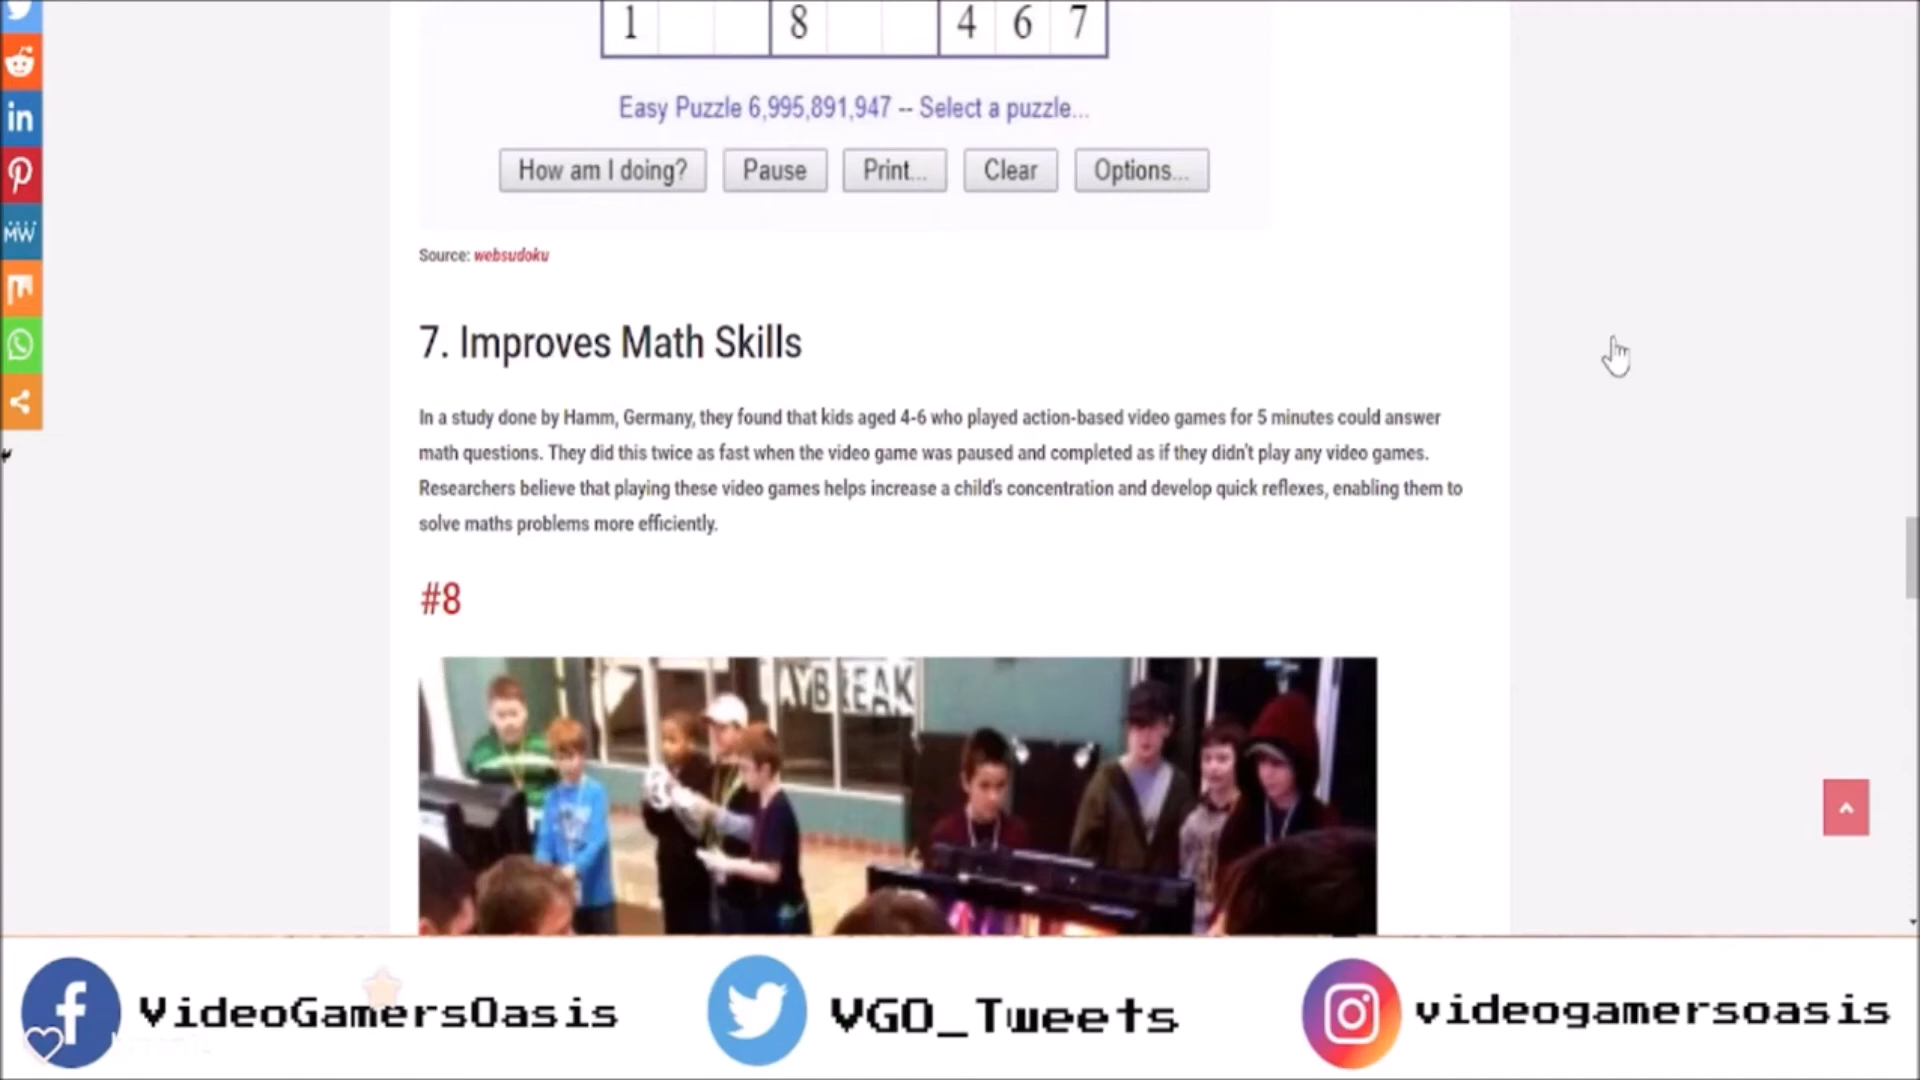 1 8 4 6 7
Easy Puzzle 6,995,891,947 -- Select a puzzle...
How am I doing? Pause Print... Clear Options...
Source: websudoku
7. Improves Math Skills
In a study done by Hamm, Germany, they found that kids aged 4-6 who played action-based video games for 5 minutes could answer
math questions. They did this twice as fast when the video game was paused and completed as if they didn't play any video games.
Researchers believe that playing these video games helps increase a child's concentration and develop quick reflexes, enabling them to
solve maths problems more efficiently.
#8
AYBREAK
VideoGamersOasis VGO_Tweets videogamersoasis